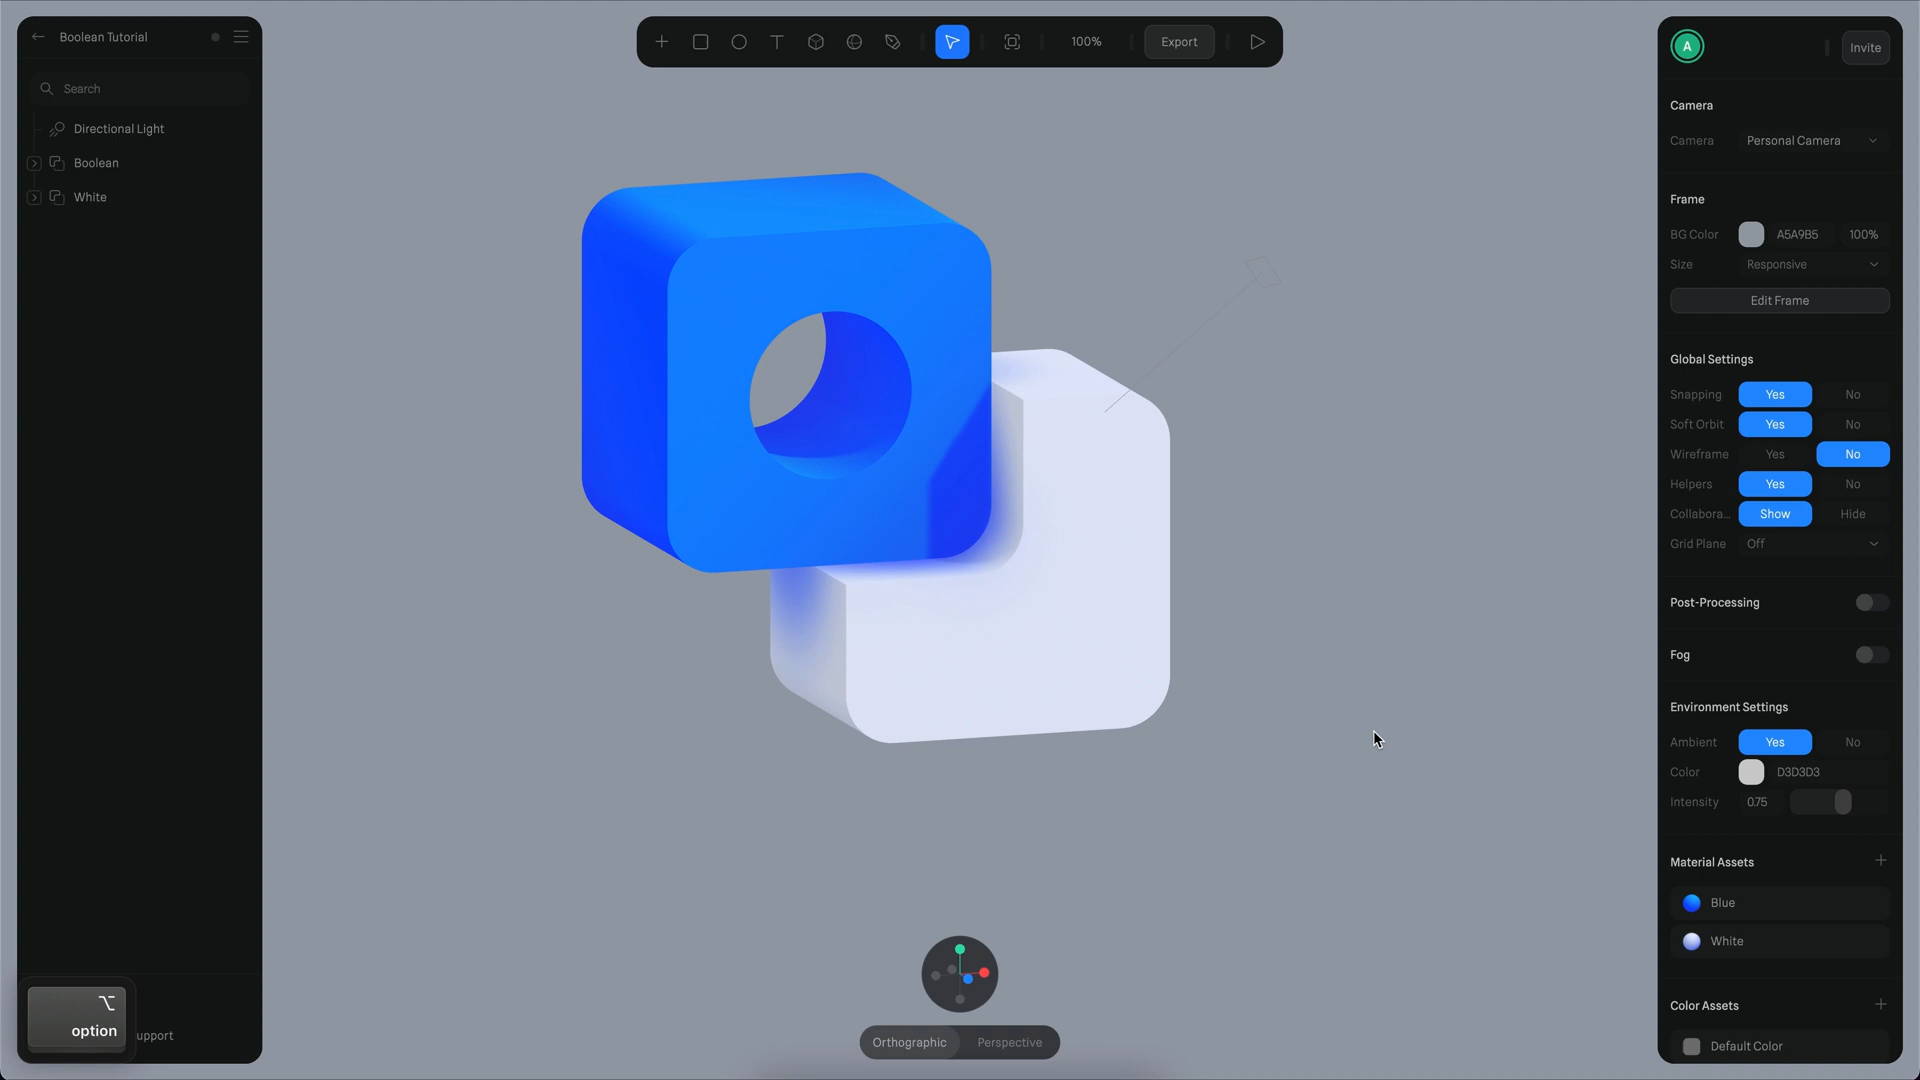 Boolean Tutorial
Search
Directional Light
Boolean
White
⌥
option
upport
100%
Export
Orthographic
Perspective
A
Invite
Camera
Camera Personal Camera
Frame
BG Color A5A9B5 100%
Size Responsive
Edit Frame
Global Settings
Snapping Yes No
Soft Orbit Yes No
Wireframe Yes No
Helpers Yes No
Collabora... Show Hide
Grid Plane Off
Post-Processing
Fog
Environment Settings
Ambient Yes No
Color D3D3D3
Intensity 0.75
Material Assets
Blue
White
Color Assets
Default Color